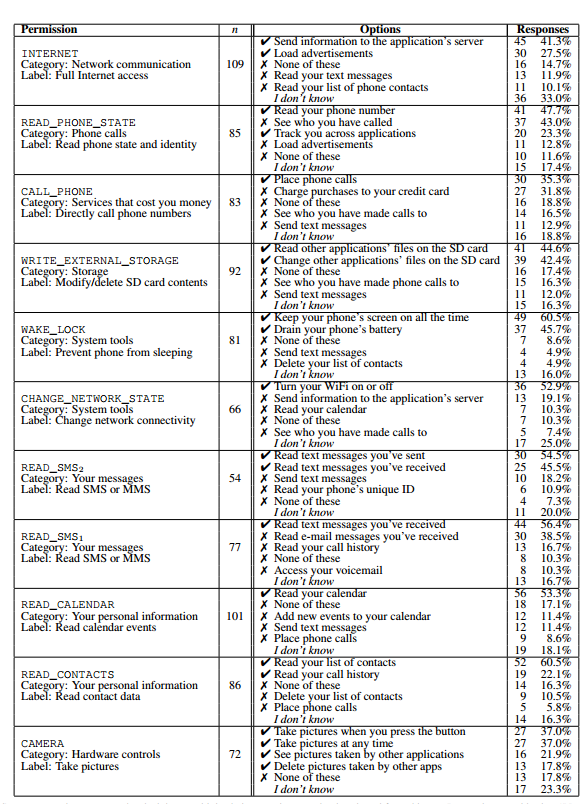 Permission n Options Responses
✔ Send information to the application's server 45 41.3%
INTERNET ✔ Load advertisements 30 27.5%
Category: Network communication 109 ✗ None of these 16 14.7%
Label: Full Internet access ✗ Read your text messages 13 11.9%
✗ Read your list of phone contacts 11 10.1%
I don't know 36 33.0%
✔ Read your phone number 41 47.7%
READ_PHONE_STATE ✗ See who you have called 37 43.0%
Category: Phone calls 85 ✔ Track you across applications 20 23.3%
Label: Read phone state and identity ✗ Load advertisements 11 12.8%
✗ None of these 10 11.6%
I don't know 15 17.4%
✔ Place phone calls 30 35.3%
CALL_PHONE ✗ Charge purchases to your credit card 27 31.8%
Category: Services that cost you money 83 ✗ None of these 16 18.8%
Label: Directly call phone numbers ✗ See who you have made calls to 14 16.5%
✗ Send text messages 11 12.9%
I don't know 16 18.8%
✔ Read other applications' files on the SD card 41 44.6%
WRITE_EXTERNAL_STORAGE ✔ Change other applications' files on the SD card 39 42.4%
Category: Storage 92 ✗ None of these 16 17.4%
Label: Modify/delete SD card contents ✗ See who you have made phone calls to 15 16.3%
✗ Send text messages 11 12.0%
I don't know 15 16.3%
✔ Keep your phone's screen on all the time 49 60.5%
WAKE_LOCK ✔ Drain your phone's battery 37 45.7%
Category: System tools 81 ✗ None of these 7 8.6%
Label: Prevent phone from sleeping ✗ Send text messages 4 4.9%
✗ Delete your list of contacts 4 4.9%
I don't know 13 16.0%
✔ Turn your WiFi on or off 36 52.9%
CHANGE_NETWORK_STATE ✗ Send information to the application's server 13 19.1%
Category: System tools 66 ✗ Read your calendar 7 10.3%
Label: Change network connectivity ✗ None of these 7 10.3%
✗ See who you have made calls to 5 7.4%
I don't know 17 25.0%
✔ Read text messages you've sent 30 54.5%
READ_SMS₂ ✔ Read text messages you've received 25 45.5%
Category: Your messages 54 ✗ Send text messages 10 18.2%
Label: Read SMS or MMS ✗ Read your phone's unique ID 6 10.9%
✗ None of these 4 7.3%
I don't know 11 20.0%
✔ Read text messages you've received 44 56.4%
READ_SMS₁ ✗ Read e-mail messages you've received 30 38.5%
Category: Your messages 77 ✗ Read your call history 13 16.7%
Label: Read SMS or MMS ✗ None of these 8 10.3%
✗ Access your voicemail 8 10.3%
I don't know 13 16.7%
✔ Read your calendar 56 53.3%
READ_CALENDAR ✗ None of these 18 17.1%
Category: Your personal information 101 ✗ Add new events to your calendar 12 11.4%
Label: Read calendar events ✗ Send text messages 12 11.4%
✗ Place phone calls 9 8.6%
I don't know 19 18.1%
✔ Read your list of contacts 52 60.5%
READ_CONTACTS ✔ Read your call history 19 22.1%
Category: Your personal information 86 ✗ None of these 14 16.3%
Label: Read contact data ✗ Delete your list of contacts 9 10.5%
✗ Place phone calls 5 5.8%
I don't know 14 16.3%
✔ Take pictures when you press the button 27 37.0%
CAMERA ✔ Take pictures at any time 27 37.0%
Category: Hardware controls 72 ✔ See pictures taken by other applications 16 21.9%
Label: Take pictures ✔ Delete pictures taken by other apps 13 17.8%
✗ None of these 13 17.8%
I don't know 17 23.3%